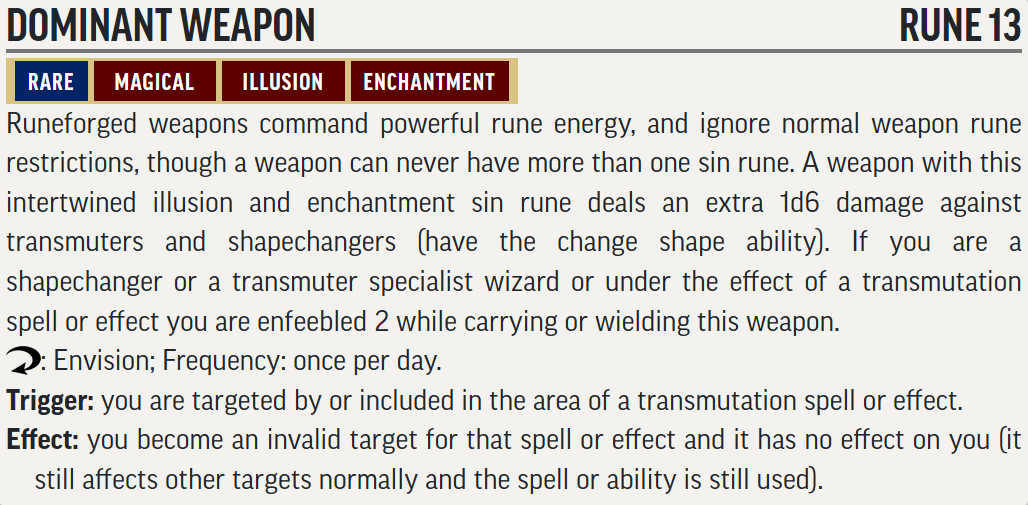 DOMINANT WEAPON RUNE 13
RARE MAGICAL ILLUSION ENCHANTMENT
Runeforged weapons command powerful rune energy, and ignore normal weapon rune
restrictions, though a weapon can never have more than one sin rune. A weapon with this
intertwined illusion and enchantment sin rune deals an extra 1d6 damage against
transmuters and shapechangers (have the change shape ability). If you are a
shapechanger or a transmuter specialist wizard or under the effect of a transmutation
spell or effect you are enfeebled 2 while carrying or wielding this weapon.
: Envision; Frequency: once per day.
Trigger: you are targeted by or included in the area of a transmutation spell or effect.
Effect: you become an invalid target for that spell or effect and it has no effect on you (it
still affects other targets normally and the spell or ability is still used).